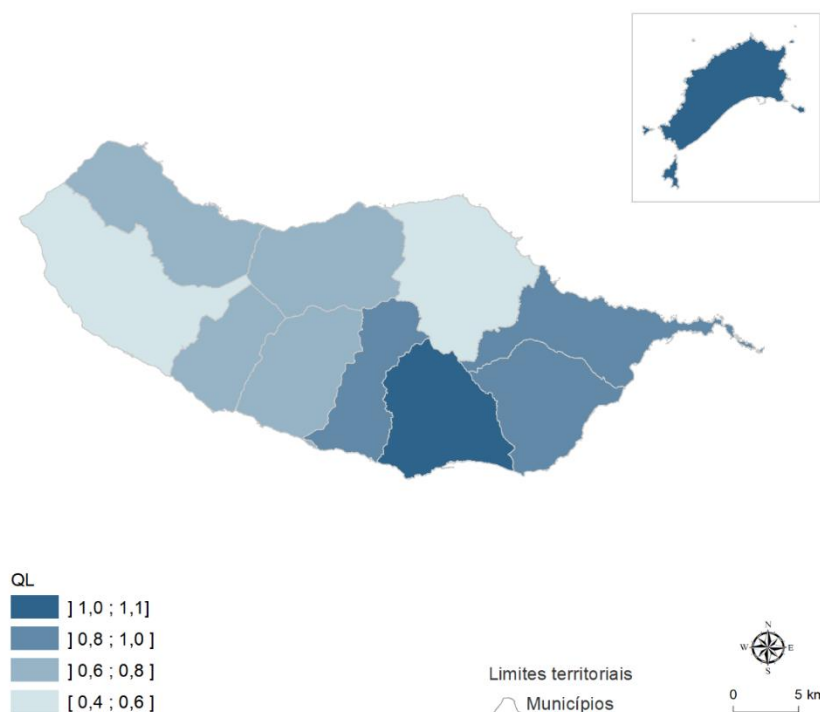 QL
] 1,0 ; 1,1]
] 0,8 ; 1,0 ]
] 0,6 ; 0,8 ]
[ 0,4 ; 0,6 ]
Limites territoriais
Municípios
N
W E
S
0 5 km